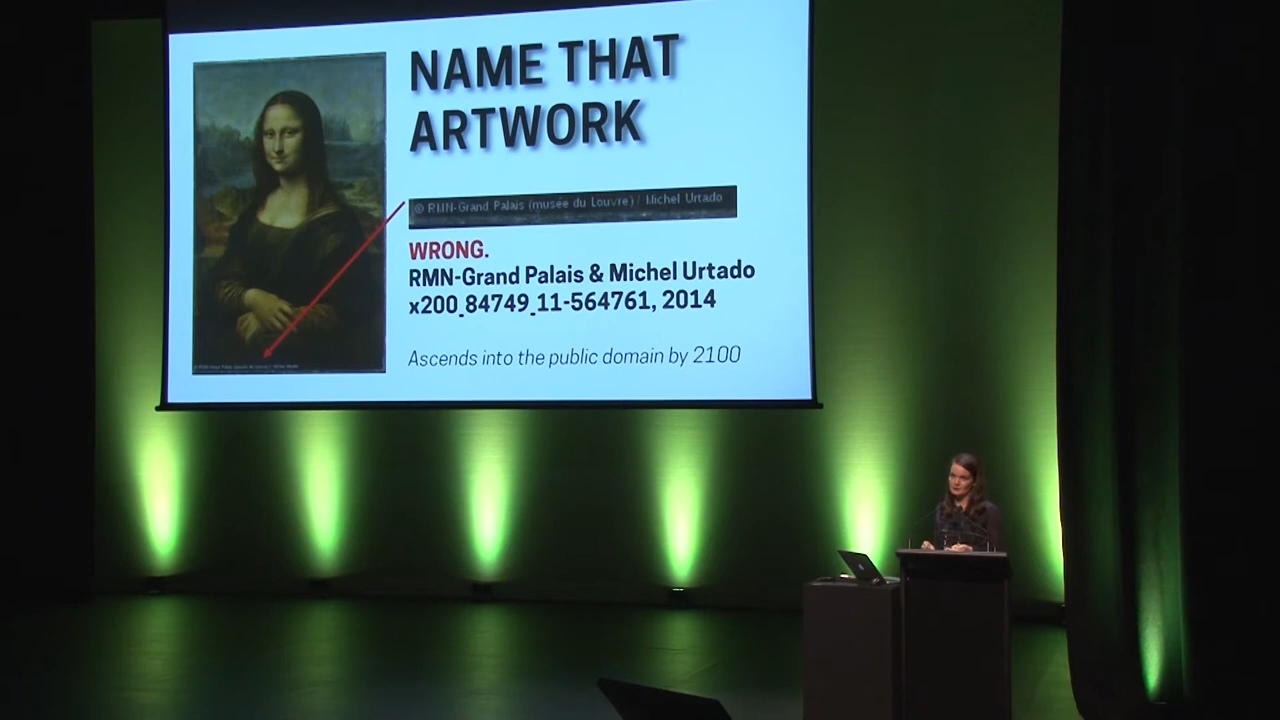 NAME THAT
ARTWORK
© RMN-Grand Palais (musée du Louvre) / Michel Urtado
WRONG.
RMN-Grand Palais & Michel Urtado
x200_84749_11-564761, 2014
Ascends into the public domain by 2100